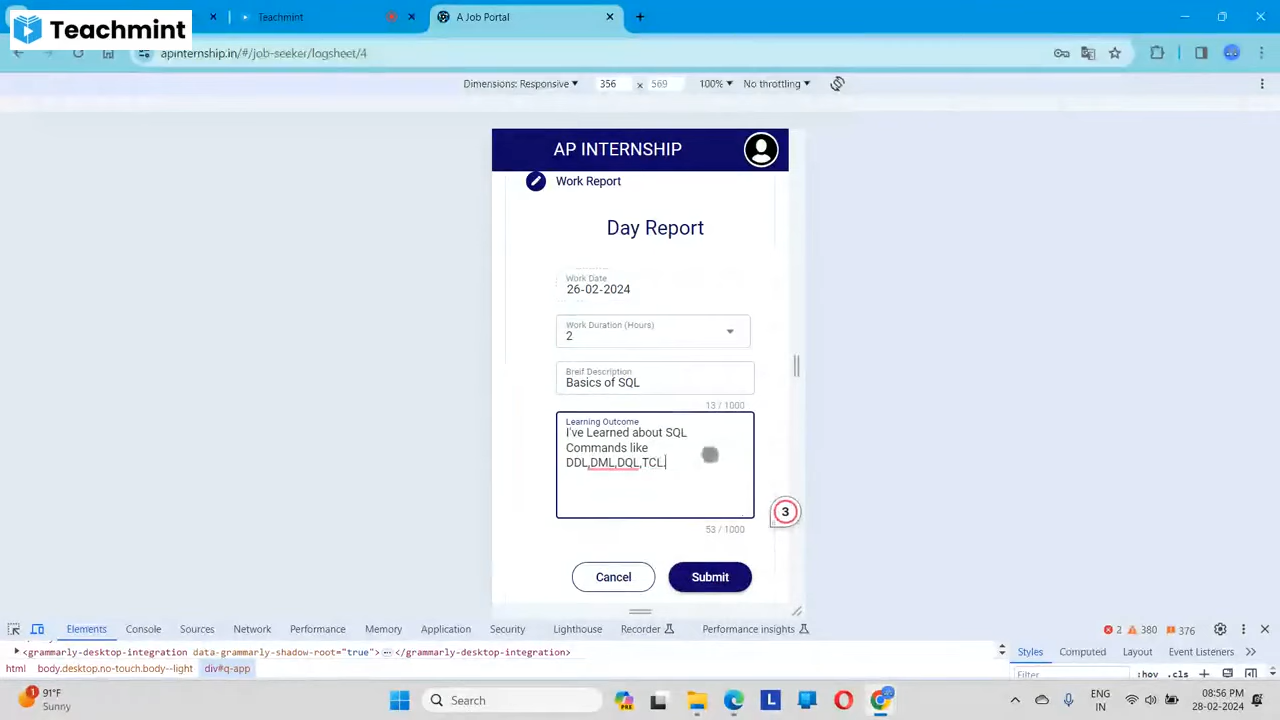 Teachmint
Teachmint
A Job Portal
apinternship.in/#/job-seeker/logsheet/4
Dimensions: Responsive
356 x 569
100%
No throttling
AP INTERNSHIP
Work Report
Day Report
Work Date
26-02-2024
Work Duration (Hours)
2
Breif Description
Basics of SQL
13 / 1000
Learning Outcome
I've Learned about SQL
Commands like
DDL,DML,DQL,TCL
3
53 / 1000
Cancel
Submit
Elements Console Sources Network Performance Memory Application Security Lighthouse Recorder Performance insights 2 380 376
<grammarly-desktop-integration data-grammarly-shadow-root="true">…</grammarly-desktop-integration>
Styles Computed Layout Event Listeners
html body.desktop.no-touch.body--light div#q-app
Filter :hov .cls
1
91°F
Sunny
Search
ENG
IN
08:56 PM
28-02-2024